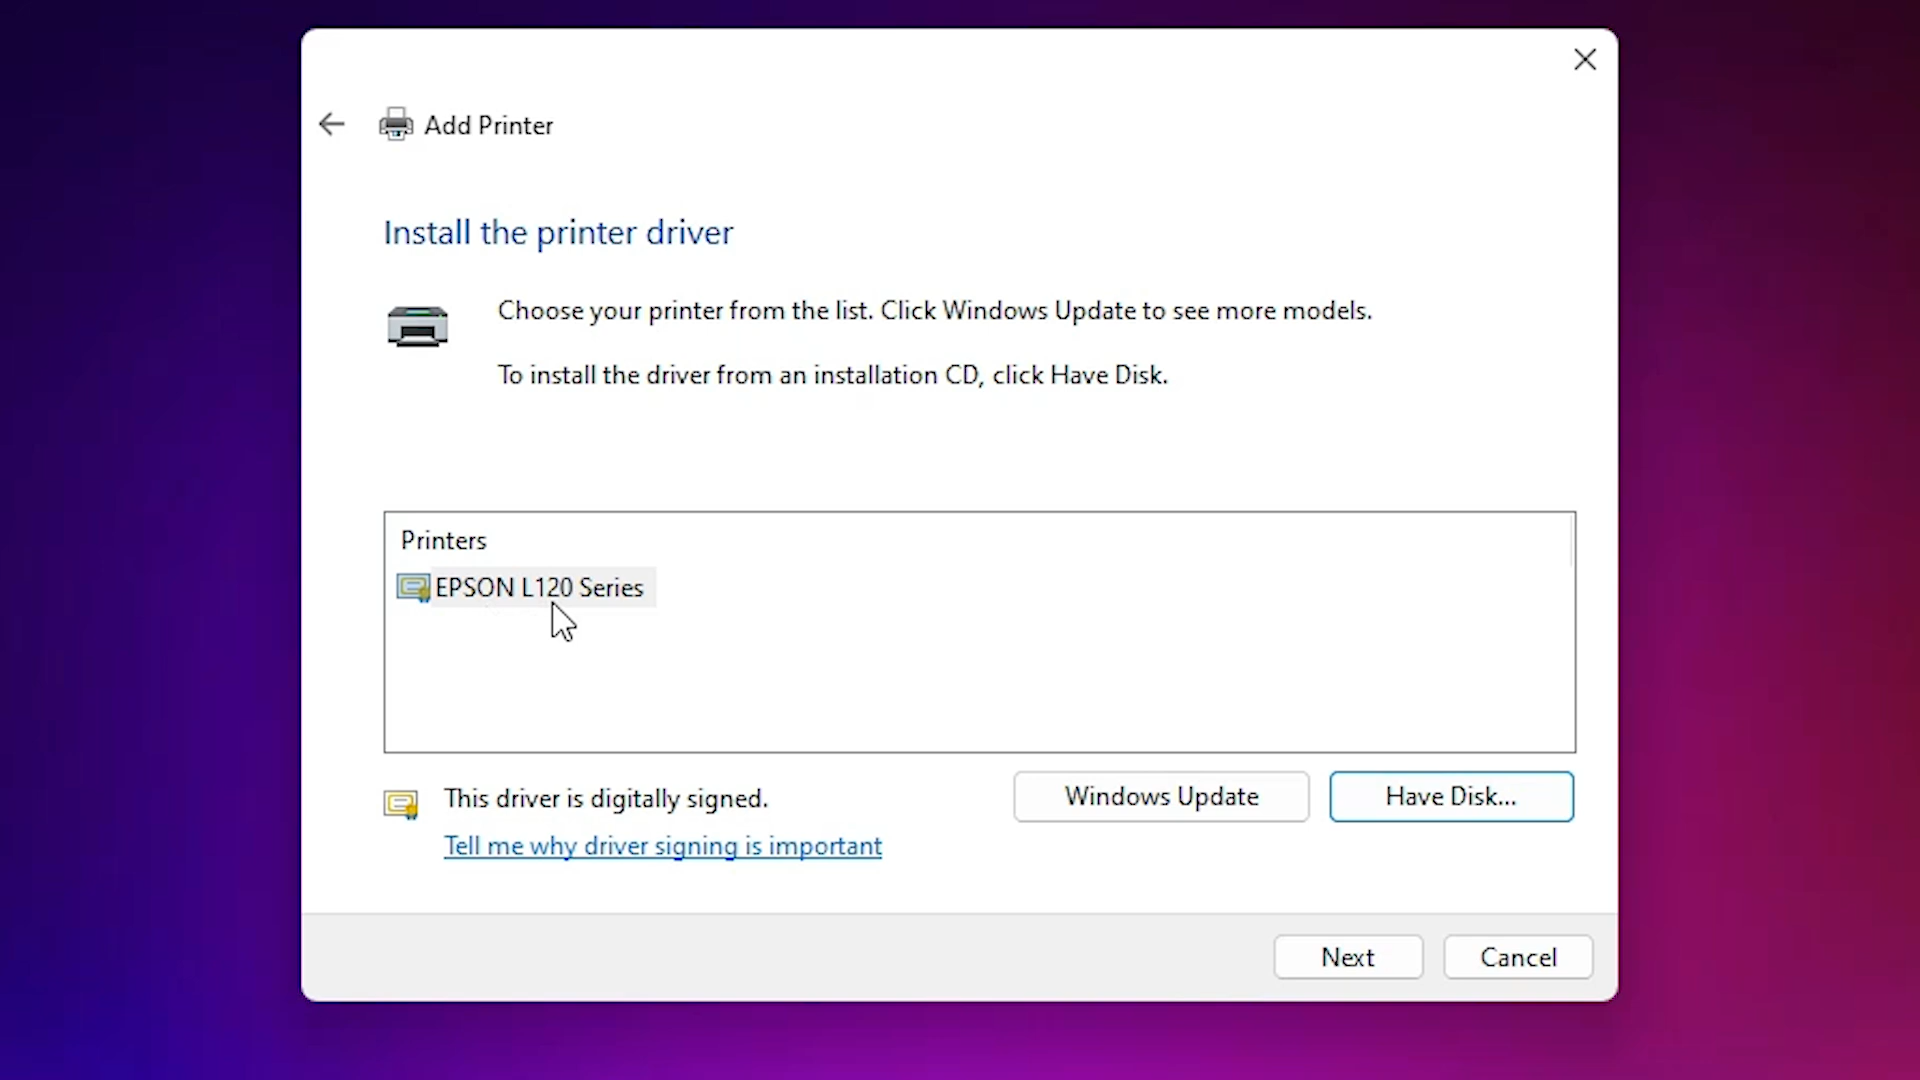 Add Printer
Install the printer driver
Choose your printer from the list. Click Windows Update to see more models.
To install the driver from an installation CD, click Have Disk.
Printers
EPSON L120 Series
This driver is digitally signed.
Tell me why driver signing is important
Windows Update
Have Disk...
Next
Cancel